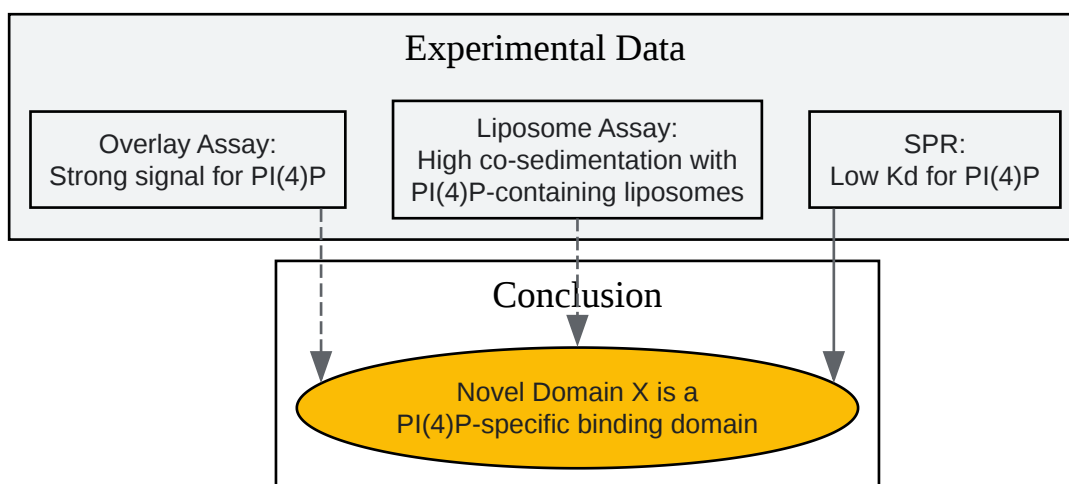 Experimental Data
Overlay Assay:
Strong signal for PI(4)P
Liposome Assay:
High co-sedimentation with
PI(4)P-containing liposomes
SPR:
Low Kd for PI(4)P
Conclusion
Novel Domain X is a
PI(4)P-specific binding domain